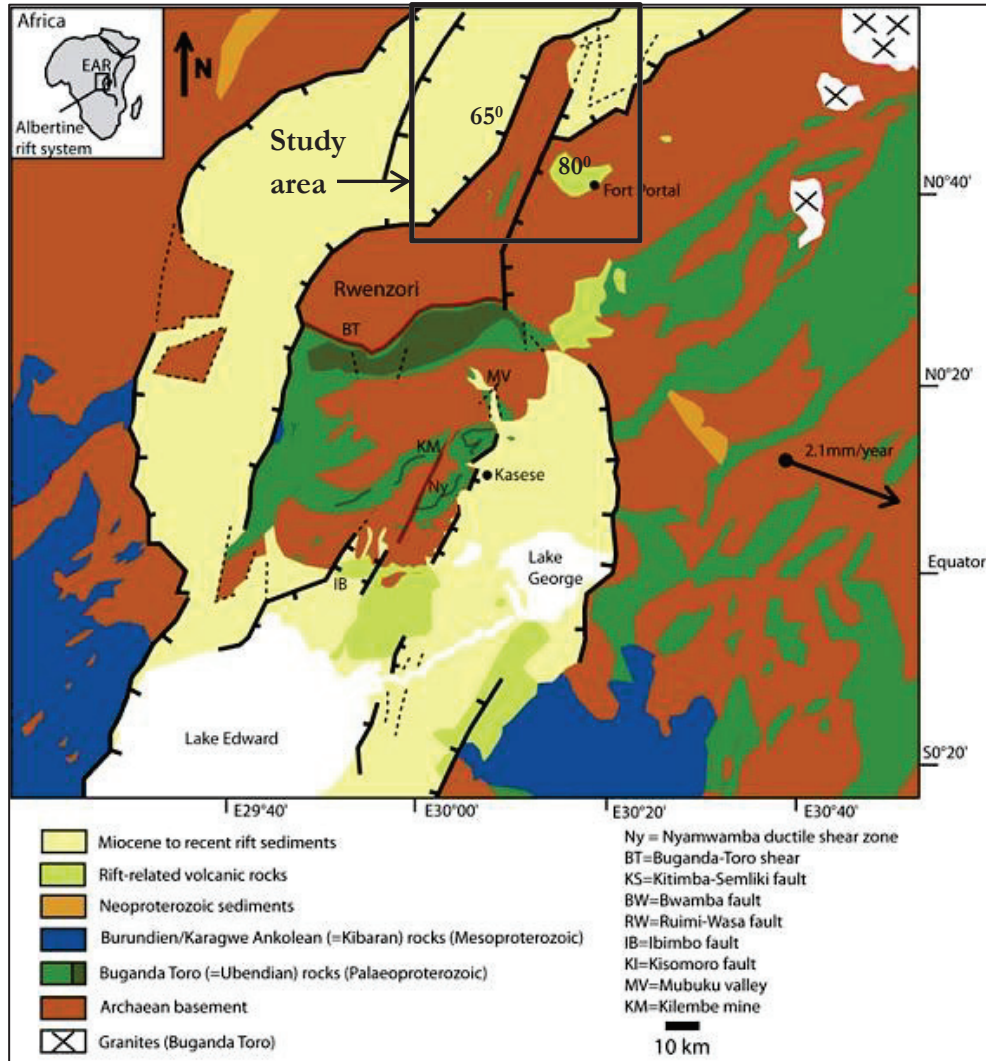 Africa
EAR
Albertine
rift system
N
65⁰
Study
area
80⁰
Fort Portal
N0°40'
Rwenzori
BT
MV
N0°20'
KM
2.1mm/year
Ny
Kasese
Lake
George
Equator
IB
Lake Edward
S0°20'
E29°40'
E30°00'
E30°20'
E30°40'
Miocene to recent rift sediments
Rift-related volcanic rocks
Neoproterozoic sediments
Burundien/Karagwe Ankolean (=Kibaran) rocks (Mesoproterozoic)
Buganda Toro (=Ubendian) rocks (Palaeoproterozoic)
Archaean basement
Granites (Buganda Toro)
Ny = Nyamwamba ductile shear zone
BT=Buganda-Toro shear
KS=Kitimba-Semliki fault
BW=Bwamba fault
RW=Ruimi-Wasa fault
IB=Ibimbo fault
KI=Kisomoro fault
MV=Mubuku valley
KM=Kilembe mine
10 km